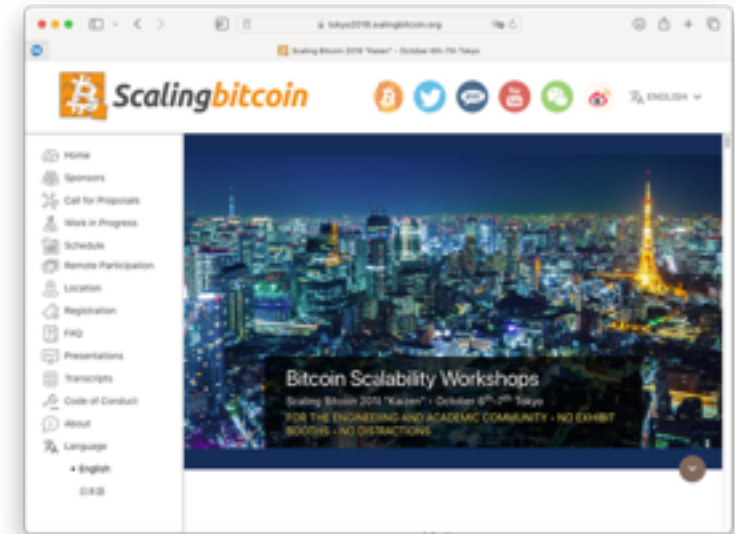 tokyo2018.scalingbitcoin.org
Scaling Bitcoin 2018 "Kaizen" - October 6th-7th Tokyo
Scalingbitcoin
You
ENGLISH
Home
Sponsors
Call for Proposals
Work in Progress
Schedule
Remote Participation
Location
Registration
FAQ
Presentations
Transcripts
Code of Conduct
About
Language
• English
日本語
Bitcoin Scalability Workshops
Scaling Bitcoin 2018 "Kaizen" - October 6th-7th Tokyo
FOR THE ENGINEERING AND ACADEMIC COMMUNITY - NO EXHIBIT
BOOTHS - NO DISTRACTIONS